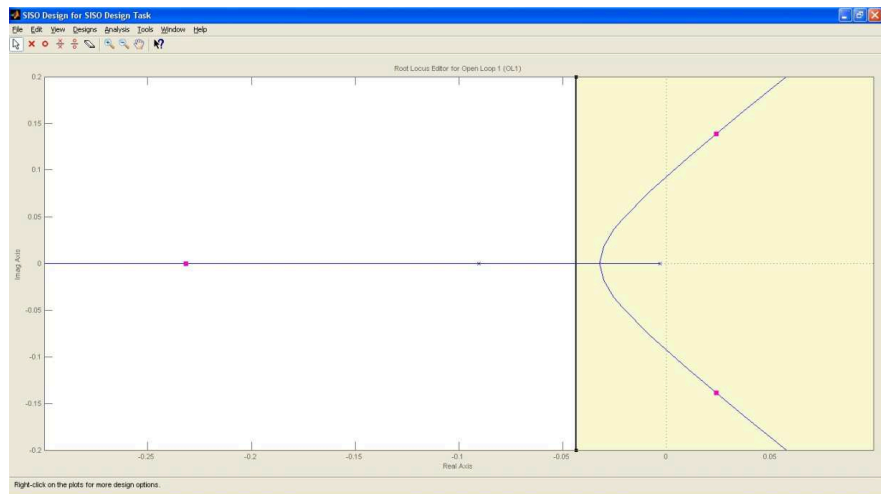 SISO Design for SISO Design Task
File Edit View Designs Analysis Tools Window Help
Root Locus Editor for Open Loop 1 (OL1)
0.2
0.15
0.1
0.05
0
-0.05
-0.1
-0.15
-0.2
Imag Axis
-0.25 -0.2 -0.15 -0.1 -0.05 0 0.05
Real Axis
Right-click on the plots for more design options.